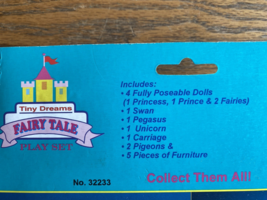 Includes:
• 4 Fully Poseable Dolls
(1 Princess, 1 Prince & 2 Fairies)
• 1 Swan
• 1 Pegasus
• 1 Unicorn
• 1 Carriage
• 2 Pigeons &
• 5 Pieces of Furniture
Tiny Dreams
FAIRY TALE
PLAY SET
No. 32233
Collect Them All!